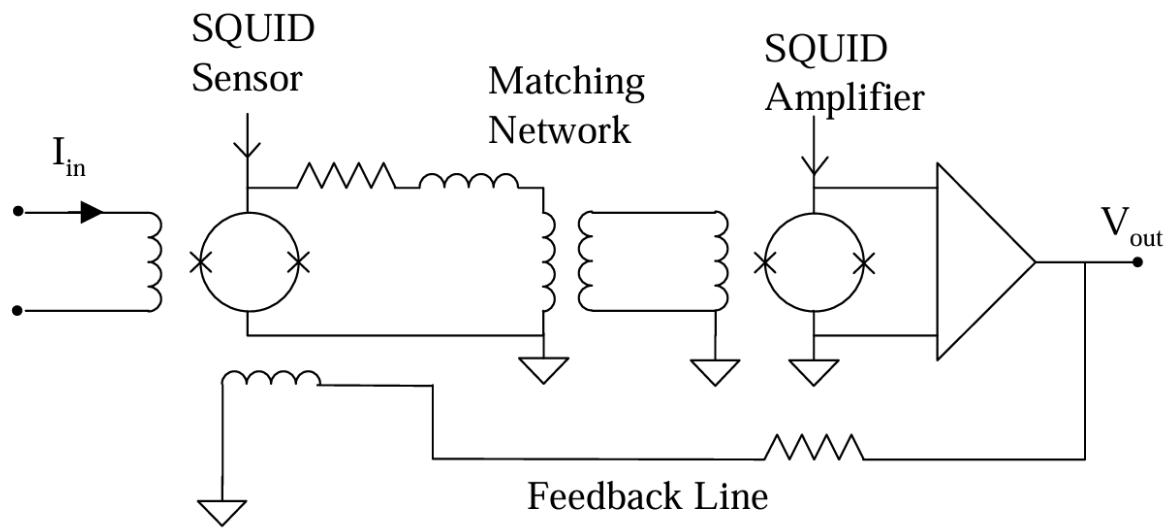 SQUID
Sensor
Matching
Network
SQUID
Amplifier
I_in
V_out
Feedback Line